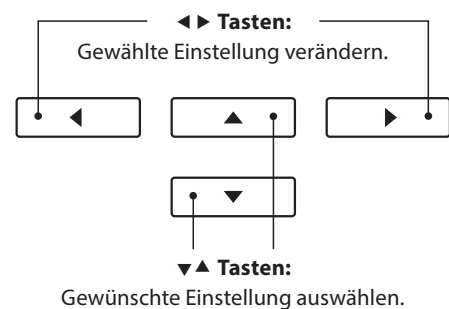 ◀ ▶ Tasten:
Gewählte Einstellung verändern.
▼▲ Tasten:
Gewünschte Einstellung auswählen.